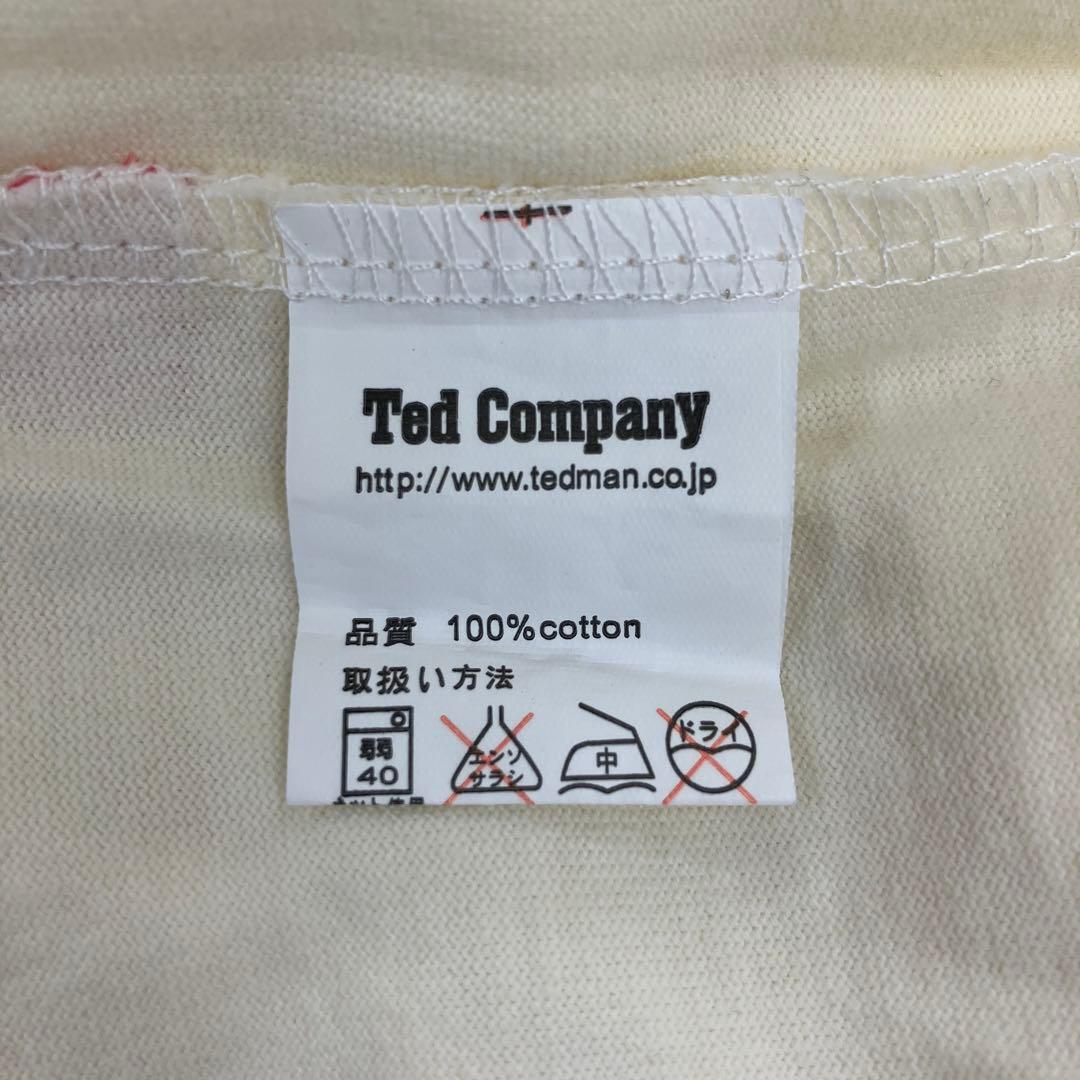 Ted Company
http://www.tedman.co.jp
品質 100%cotton
取扱い方法
弱
40
エンソ
サラシ
中
ドライ